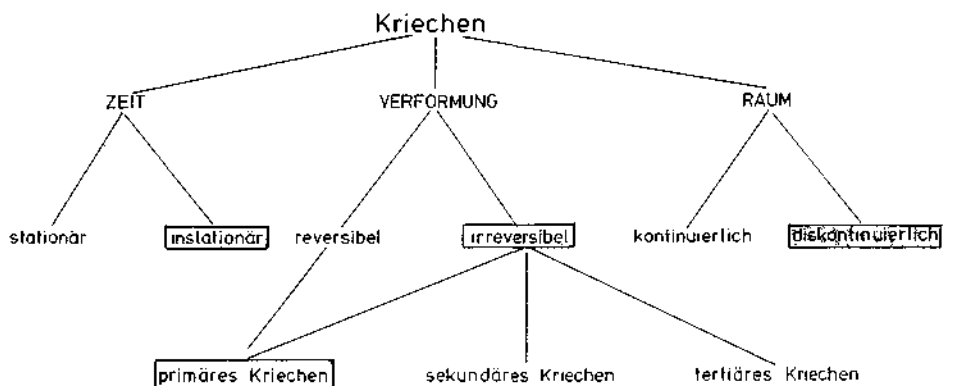 Kriechen
ZEIT VERFORMUNG RAUM
stationär instationär reversibel irreversibel kontinuierlich diskontinuierlich
primäres Kriechen sekundäres Kriechen tertiäres Kriechen